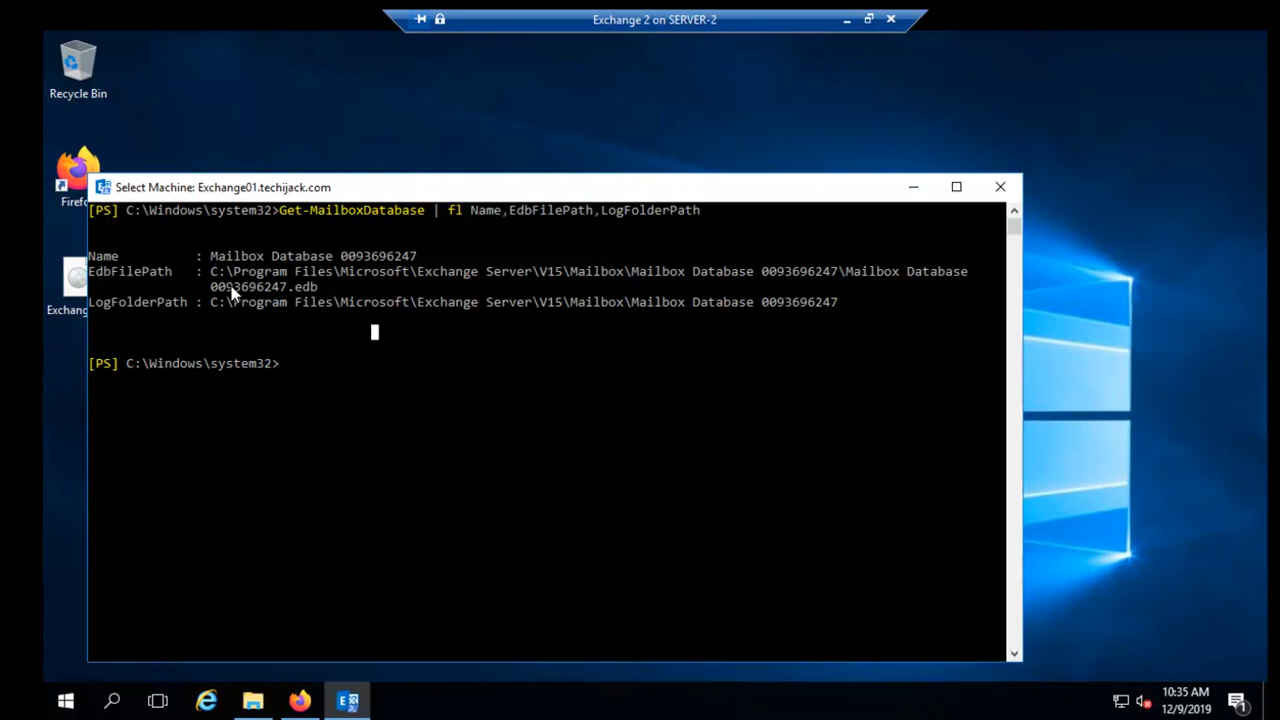 Exchange 2 on SERVER-2
Recycle Bin
Firef
Exchang
Select Machine: Exchange01.techijack.com
[PS] C:\Windows\system32>Get-MailboxDatabase | fl Name,EdbFilePath,LogFolderPath
Name : Mailbox Database 0093696247
EdbFilePath : C:\Program Files\Microsoft\Exchange Server\V15\Mailbox\Mailbox Database 0093696247\Mailbox Database
0093696247.edb
LogFolderPath : C:\Program Files\Microsoft\Exchange Server\V15\Mailbox\Mailbox Database 0093696247
[PS] C:\Windows\system32>
10:35 AM
12/9/2019
1